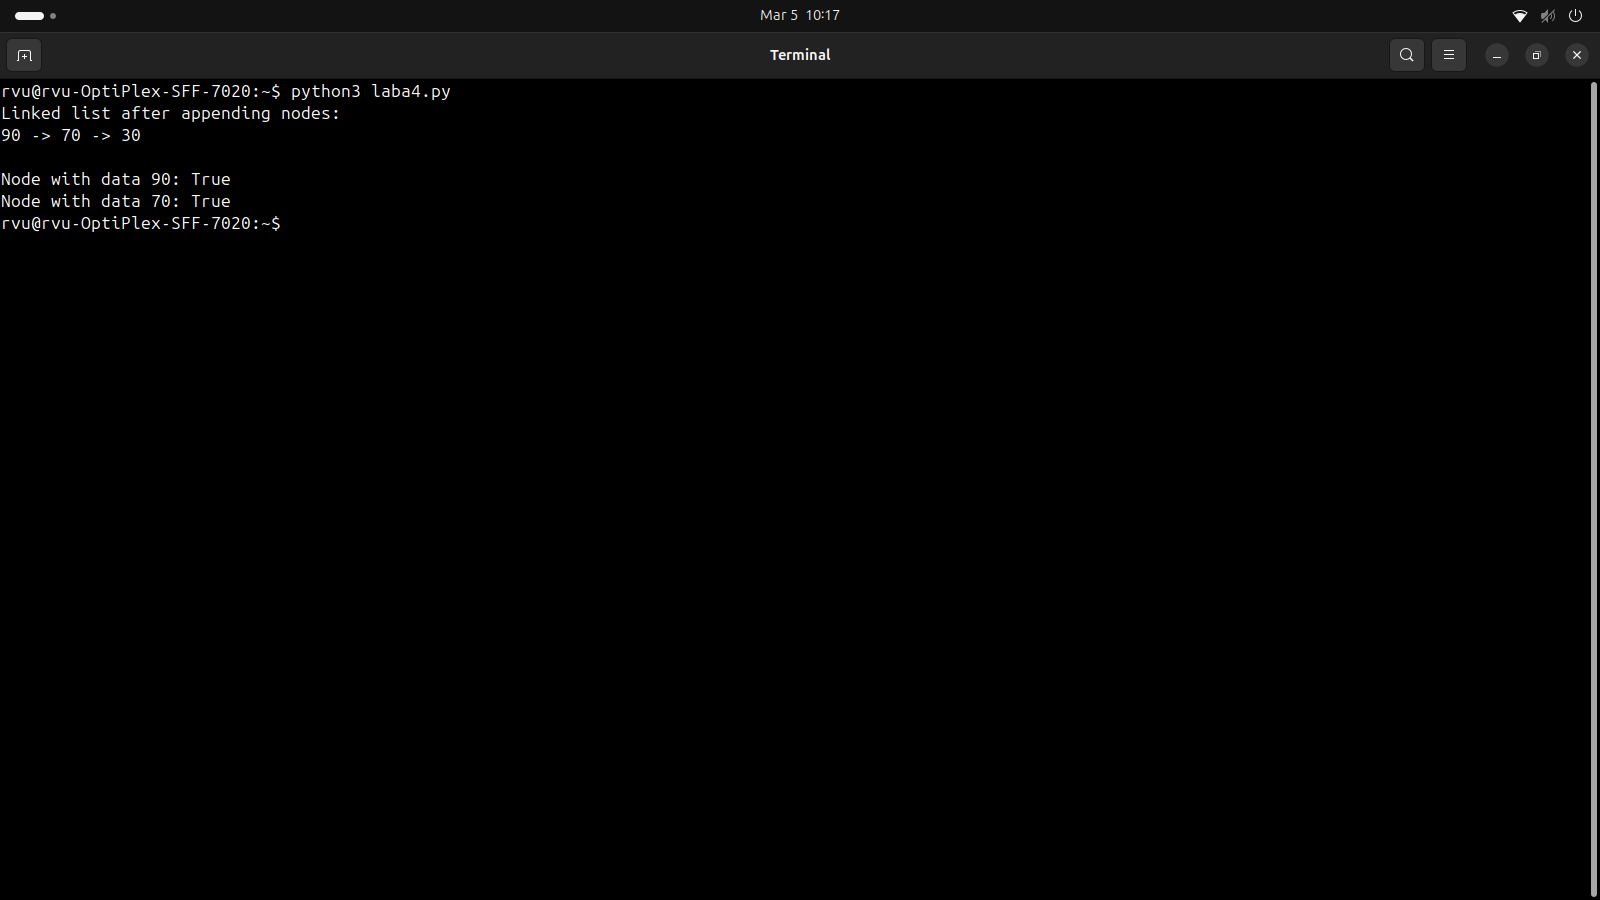 Mar 5 10:17
Terminal
rvu@rvu-OptiPlex-SFF-7020:~$ python3 laba4.py
Linked list after appending nodes:
90 -> 70 -> 30
Node with data 90: True
Node with data 70: True
rvu@rvu-OptiPlex-SFF-7020:~$